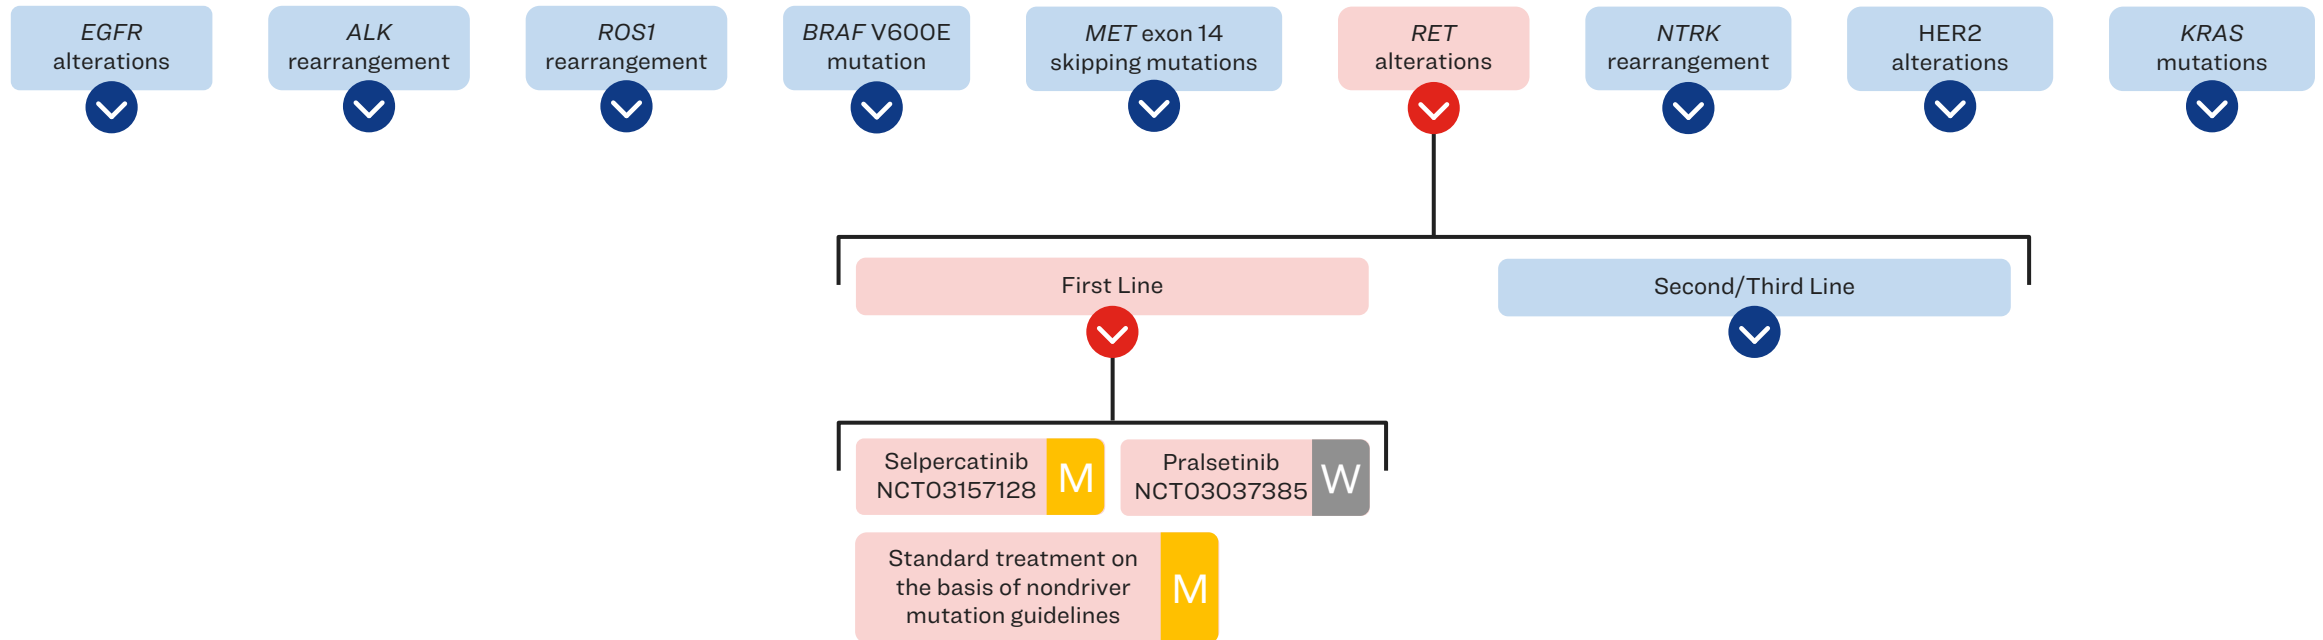 EGFR
alterations
ALK
rearrangement
ROS1
rearrangement
BRAF V600E
mutation
MET exon 14
skipping mutations
RET
alterations
NTRK
rearrangement
HER2
alterations
KRAS
mutations
First Line
Second/Third Line
Selpercatinib
NCT03157128
M
Pralsetinib
NCT03037385
W
Standard treatment on
the basis of nondriver
mutation guidelines
M